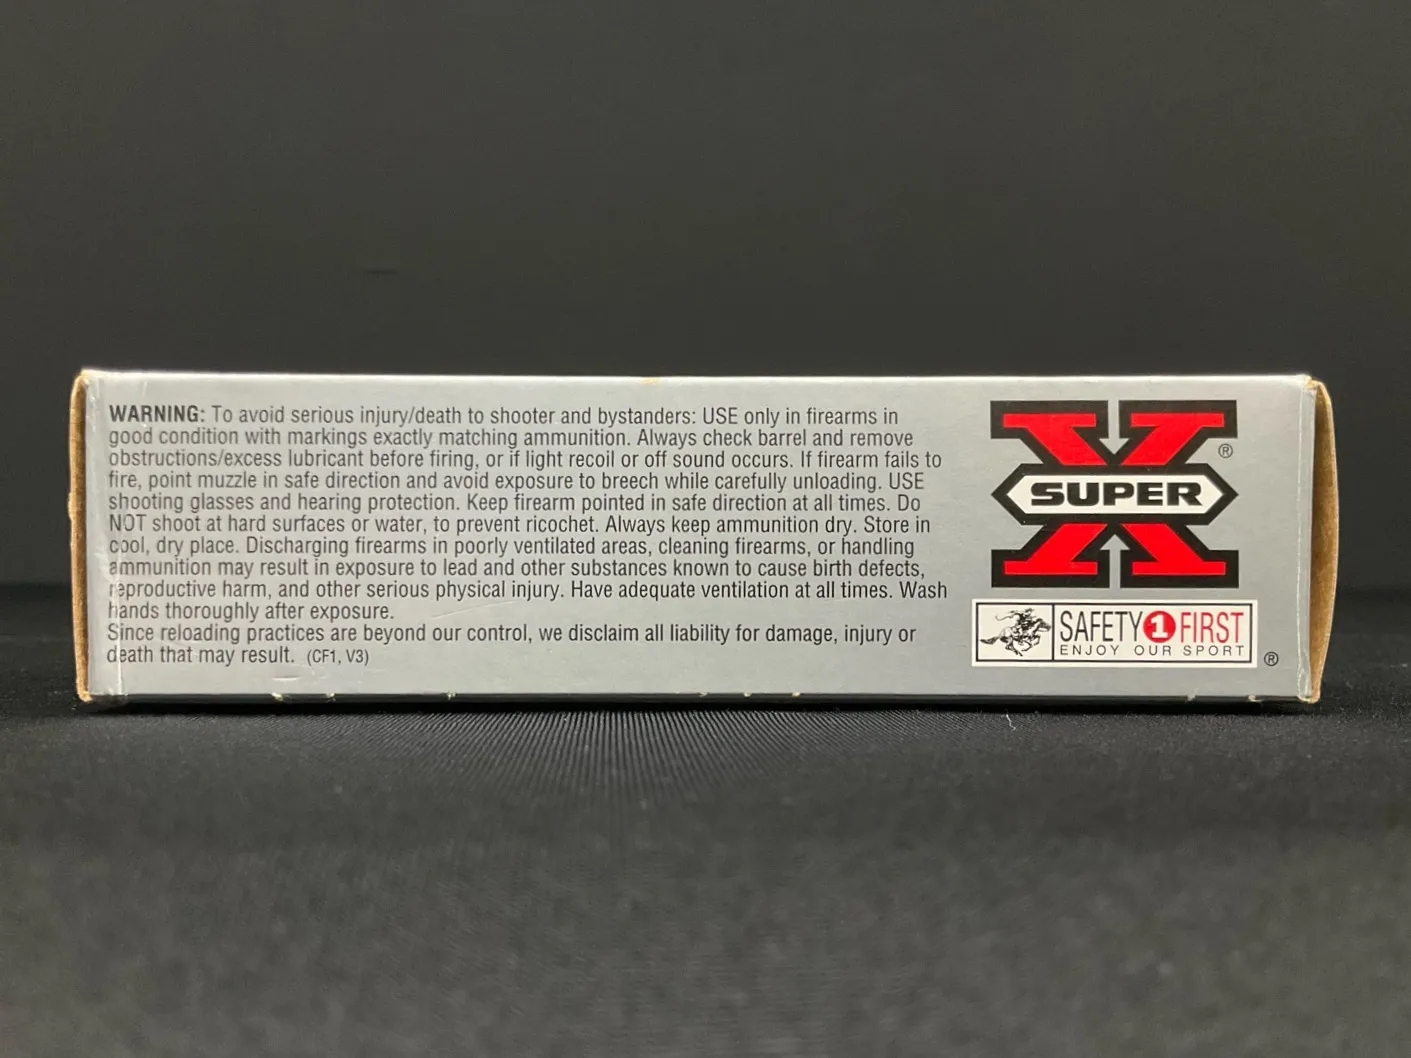 WARNING: To avoid serious injury/death to shooter and bystanders: USE only in firearms in
good condition with markings exactly matching ammunition. Always check barrel and remove
obstructions/excess lubricant before firing, or if light recoil or off sound occurs. If firearm fails to
fire, point muzzle in safe direction and avoid exposure to breech while carefully unloading. USE
shooting glasses and hearing protection. Keep firearm pointed in safe direction at all times. Do
NOT shoot at hard surfaces or water, to prevent ricochet. Always keep ammunition dry. Store in
cool, dry place. Discharging firearms in poorly ventilated areas, cleaning firearms, or handling
ammunition may result in exposure to lead and other substances known to cause birth defects,
reproductive harm, and other serious physical injury. Have adequate ventilation at all times. Wash
hands thoroughly after exposure.
Since reloading practices are beyond our control, we disclaim all liability for damage, injury or
death that may result. (CF1, V3)
X ®
SUPER
SAFETY 1 FIRST
ENJOY OUR SPORT ®